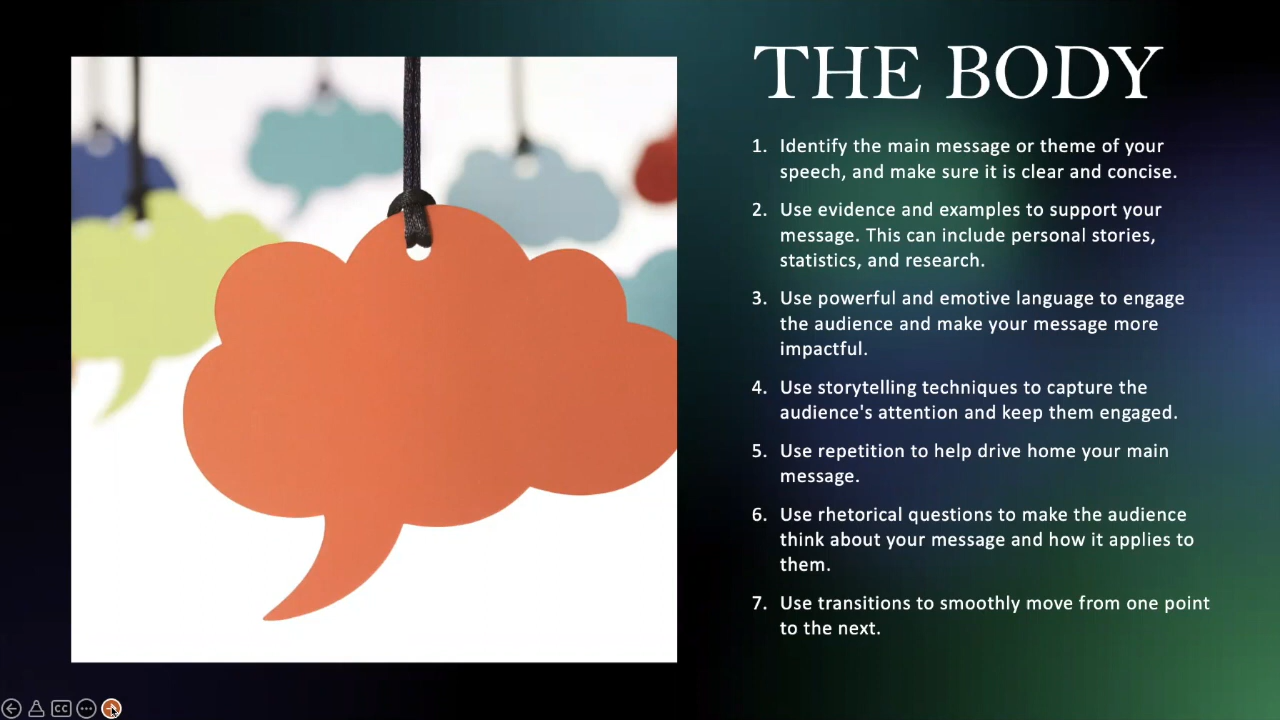 THE BODY
1. Identify the main message or theme of your
speech, and make sure it is clear and concise.
2. Use evidence and examples to support your
message. This can include personal stories,
statistics, and research.
3. Use powerful and emotive language to engage
the audience and make your message more
impactful.
4. Use storytelling techniques to capture the
audience's attention and keep them engaged.
5. Use repetition to help drive home your main
message.
6. Use rhetorical questions to make the audience
think about your message and how it applies to
them.
7. Use transitions to smoothly move from one point
to the next.
CC